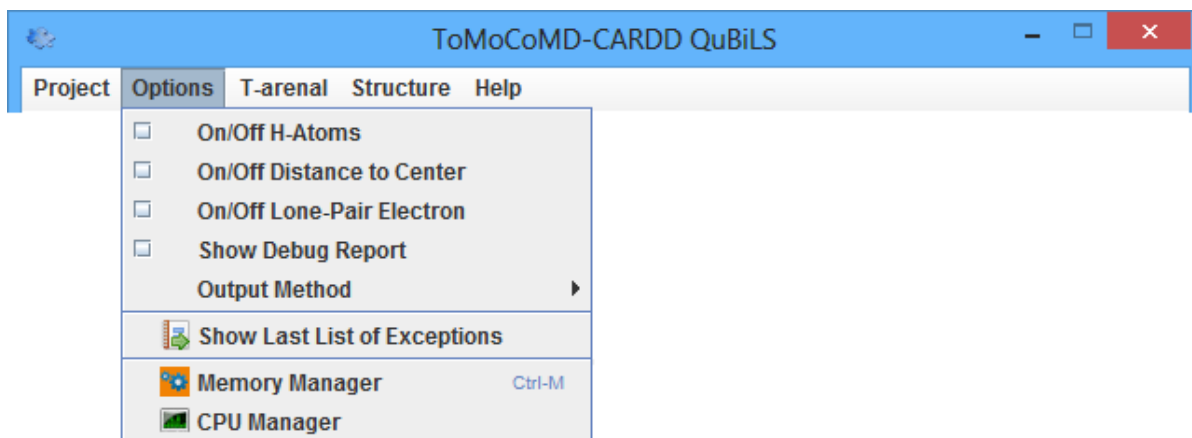 ToMoCoMD-CARDD QuBiLS
Project Options T-arenal Structure Help
On/Off H-Atoms
On/Off Distance to Center
On/Off Lone-Pair Electron
Show Debug Report
Output Method
Show Last List of Exceptions
Memory Manager Ctrl-M
CPU Manager